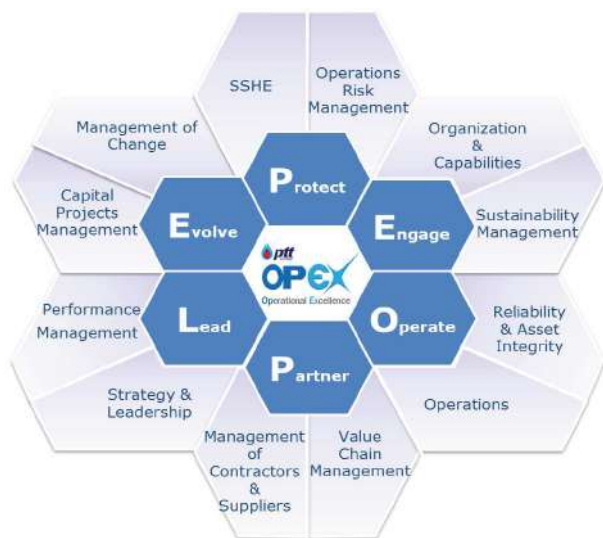 SSHE
Operations
Risk
Management
Organization
&
Capabilities
Sustainability
Management
Reliability
& Asset
Integrity
Operations
Value
Chain
Management
Management
of
Contractors
&
Suppliers
Strategy &
Leadership
Performance
Management
Capital
Projects
Management
Management of
Change
Protect
Engage
Operate
Partner
Lead
Evolve
ptt
OPEX
Operational Excellence